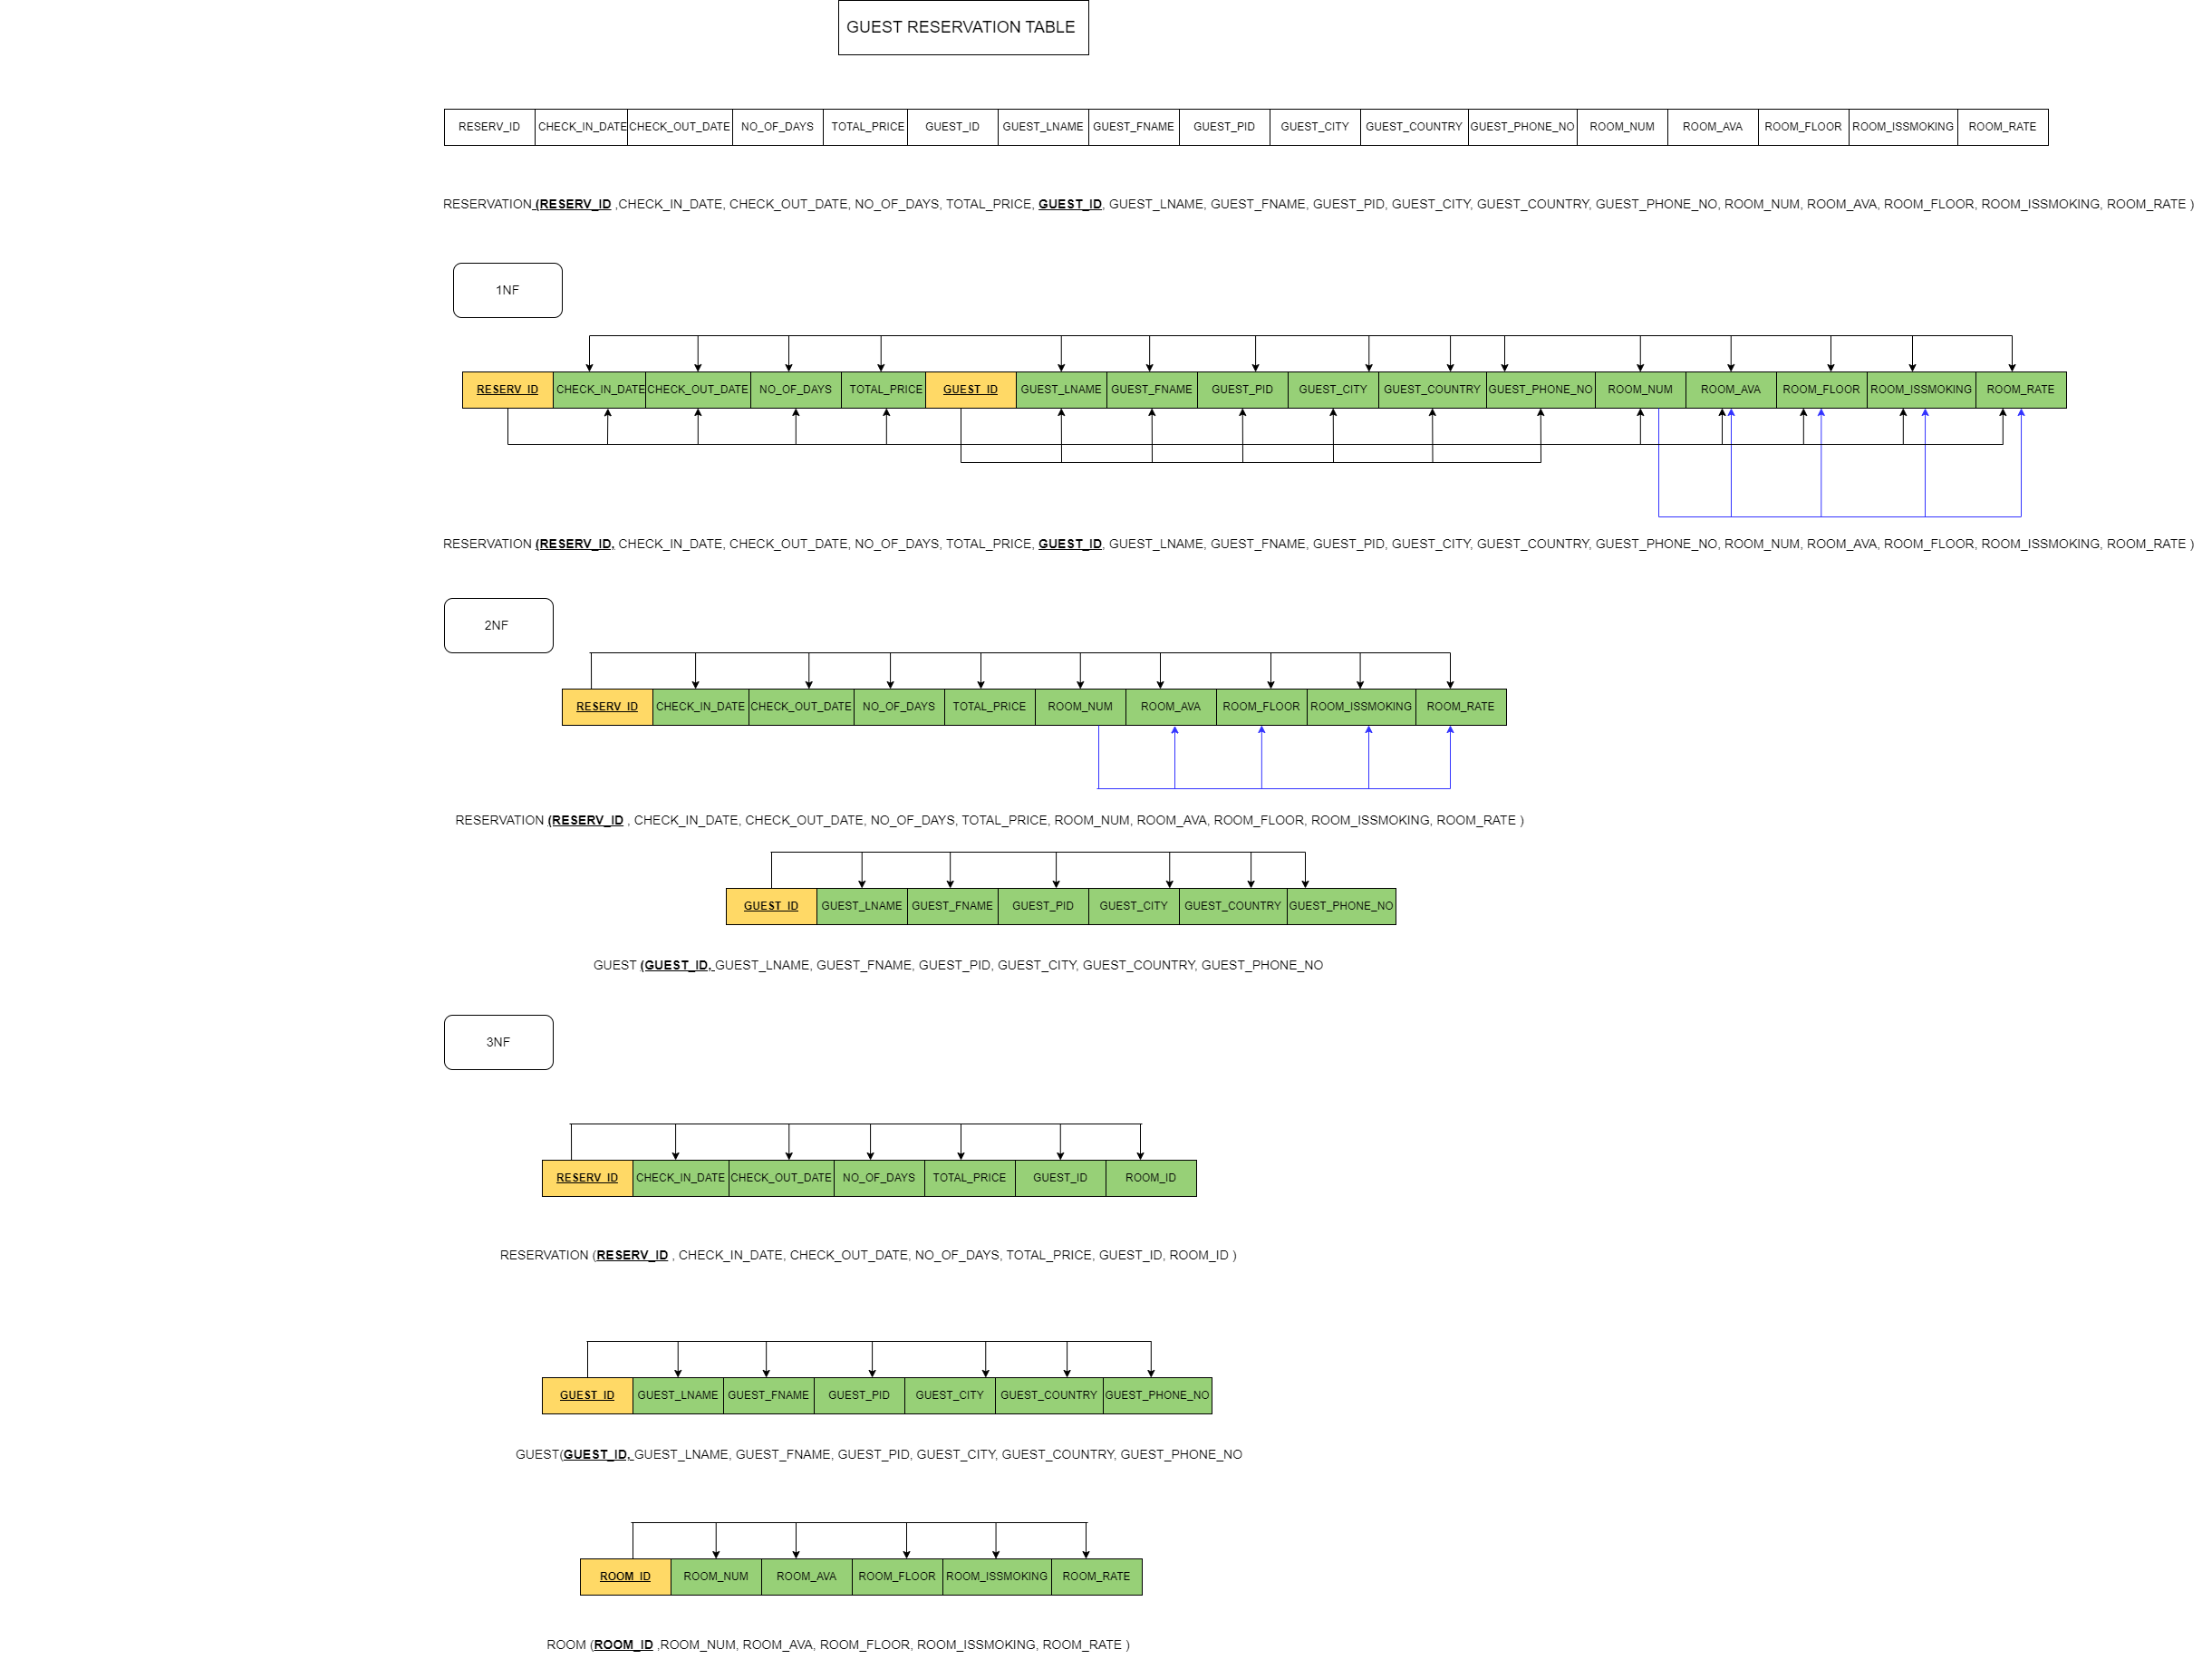 GUEST RESERVATION TABLE
RESERV_ID CHECK_IN_DATE CHECK_OUT_DATE NO_OF_DAYS TOTAL_PRICE GUEST_ID GUEST_LNAME GUEST_FNAME GUEST_PID GUEST_CITY GUEST_COUNTRY GUEST_PHONE_NO ROOM_NUM ROOM_AVA ROOM_FLOOR ROOM_ISSMOKING ROOM_RATE
RESERVATION (RESERV_ID ,CHECK_IN_DATE, CHECK_OUT_DATE, NO_OF_DAYS, TOTAL_PRICE, GUEST_ID, GUEST_LNAME, GUEST_FNAME, GUEST_PID, GUEST_CITY, GUEST_COUNTRY, GUEST_PHONE_NO, ROOM_NUM, ROOM_AVA, ROOM_FLOOR, ROOM_ISSMOKING, ROOM_RATE )
1NF
RESERV_ID CHECK_IN_DATE CHECK_OUT_DATE NO_OF_DAYS TOTAL_PRICE GUEST_ID GUEST_LNAME GUEST_FNAME GUEST_PID GUEST_CITY GUEST_COUNTRY GUEST_PHONE_NO ROOM_NUM ROOM_AVA ROOM_FLOOR ROOM_ISSMOKING ROOM_RATE
RESERVATION (RESERV_ID, CHECK_IN_DATE, CHECK_OUT_DATE, NO_OF_DAYS, TOTAL_PRICE, GUEST_ID, GUEST_LNAME, GUEST_FNAME, GUEST_PID, GUEST_CITY, GUEST_COUNTRY, GUEST_PHONE_NO, ROOM_NUM, ROOM_AVA, ROOM_FLOOR, ROOM_ISSMOKING, ROOM_RATE )
2NF
RESERV_ID CHECK_IN_DATE CHECK_OUT_DATE NO_OF_DAYS TOTAL_PRICE ROOM_NUM ROOM_AVA ROOM_FLOOR ROOM_ISSMOKING ROOM_RATE
RESERVATION (RESERV_ID , CHECK_IN_DATE, CHECK_OUT_DATE, NO_OF_DAYS, TOTAL_PRICE, ROOM_NUM, ROOM_AVA, ROOM_FLOOR, ROOM_ISSMOKING, ROOM_RATE )
GUEST_ID GUEST_LNAME GUEST_FNAME GUEST_PID GUEST_CITY GUEST_COUNTRY GUEST_PHONE_NO
GUEST (GUEST_ID, GUEST_LNAME, GUEST_FNAME, GUEST_PID, GUEST_CITY, GUEST_COUNTRY, GUEST_PHONE_NO
3NF
RESERV_ID CHECK_IN_DATE CHECK_OUT_DATE NO_OF_DAYS TOTAL_PRICE GUEST_ID ROOM_ID
RESERVATION (RESERV_ID , CHECK_IN_DATE, CHECK_OUT_DATE, NO_OF_DAYS, TOTAL_PRICE, GUEST_ID, ROOM_ID )
GUEST_ID GUEST_LNAME GUEST_FNAME GUEST_PID GUEST_CITY GUEST_COUNTRY GUEST_PHONE_NO
GUEST(GUEST_ID, GUEST_LNAME, GUEST_FNAME, GUEST_PID, GUEST_CITY, GUEST_COUNTRY, GUEST_PHONE_NO
ROOM_ID ROOM_NUM ROOM_AVA ROOM_FLOOR ROOM_ISSMOKING ROOM_RATE
ROOM (ROOM_ID ,ROOM_NUM, ROOM_AVA, ROOM_FLOOR, ROOM_ISSMOKING, ROOM_RATE )